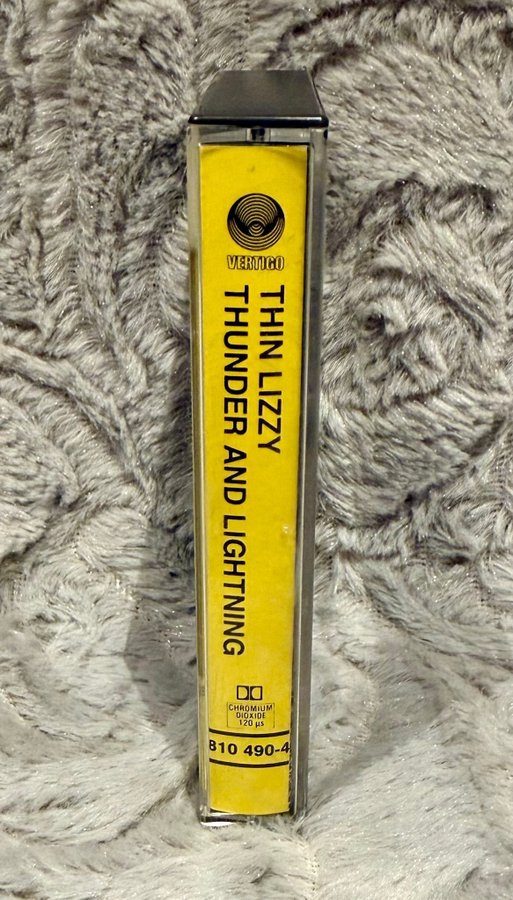 VERTIGO
THIN LIZZY
THUNDER AND LIGHTNING
CHROMIUM
DIOXIDE
120 µs
810 490-4